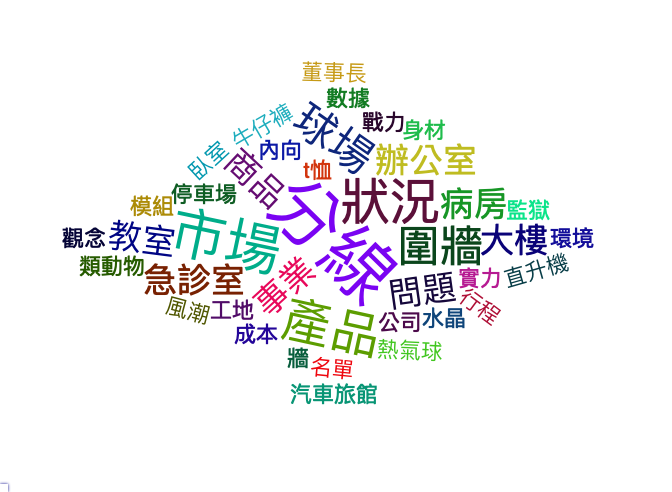 董事長
數據
戰力
身材
球場
牛仔褲
內向
臥室
商品
t恤
辦公室
停車場
模組
分線
狀況
病房
監獄
觀念
教室
市場
圍牆
大樓
環境
類動物
急診室
事業
問題
實力
直升機
風潮
工地
產品
公司
水晶
行程
成本
牆
名單
熱氣球
汽車旅館